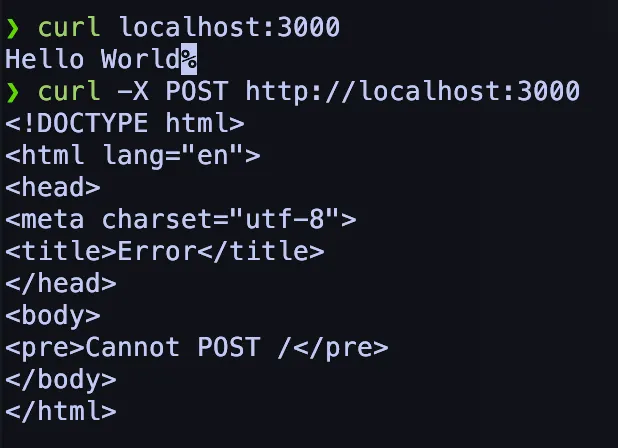 ❯ curl localhost:3000
Hello World%
❯ curl -X POST http://localhost:3000
<!DOCTYPE html>
<html lang="en">
<head>
<meta charset="utf-8">
<title>Error</title>
</head>
<body>
<pre>Cannot POST /</pre>
</body>
</html>